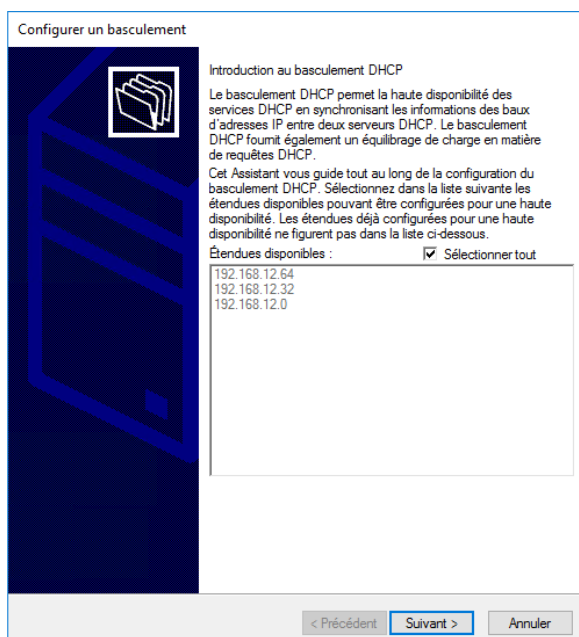 Configurer un basculement
Introduction au basculement DHCP
Le basculement DHCP permet la haute disponibilité des
services DHCP en synchronisant les informations des baux
d'adresses IP entre deux serveurs DHCP. Le basculement
DHCP fournit également un équilibrage de charge en matière
de requêtes DHCP.
Cet Assistant vous guide tout au long de la configuration du
basculement DHCP. Sélectionnez dans la liste suivante les
étendues disponibles pouvant être configurées pour une haute
disponibilité. Les étendues déjà configurées pour une haute
disponibilité ne figurent pas dans la liste ci-dessous.
Étendues disponibles : Sélectionner tout
192.168.12.64
192.168.12.32
192.168.12.0
< Précédent Suivant > Annuler